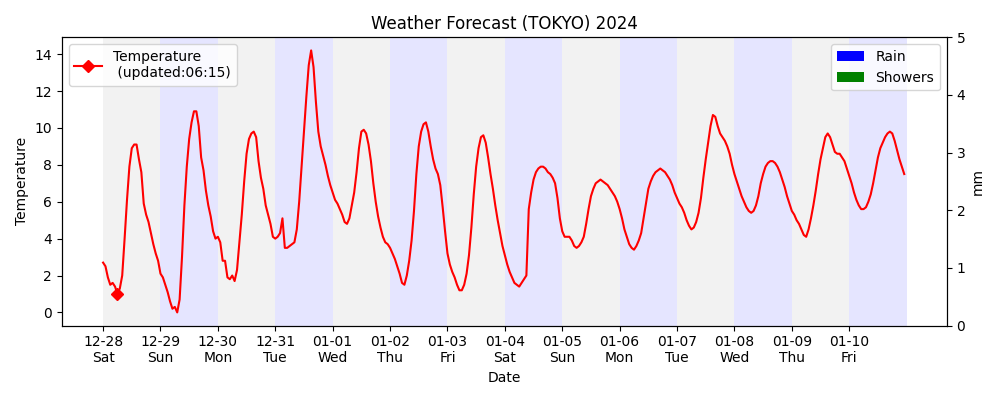 Weather Forecast (TOKYO) 2024
Temperature
(updated:06:15)
Rain
Showers
Temperature
14
12
10
8
6
4
2
0
5
4
3
2
1
0
mm
12-28 12-29 12-30 12-31 01-01 01-02 01-03 01-04 01-05 01-06 01-07 01-08 01-09 01-10
Sat Sun Mon Tue Wed Thu Fri Sat Sun Mon Tue Wed Thu Fri
Date